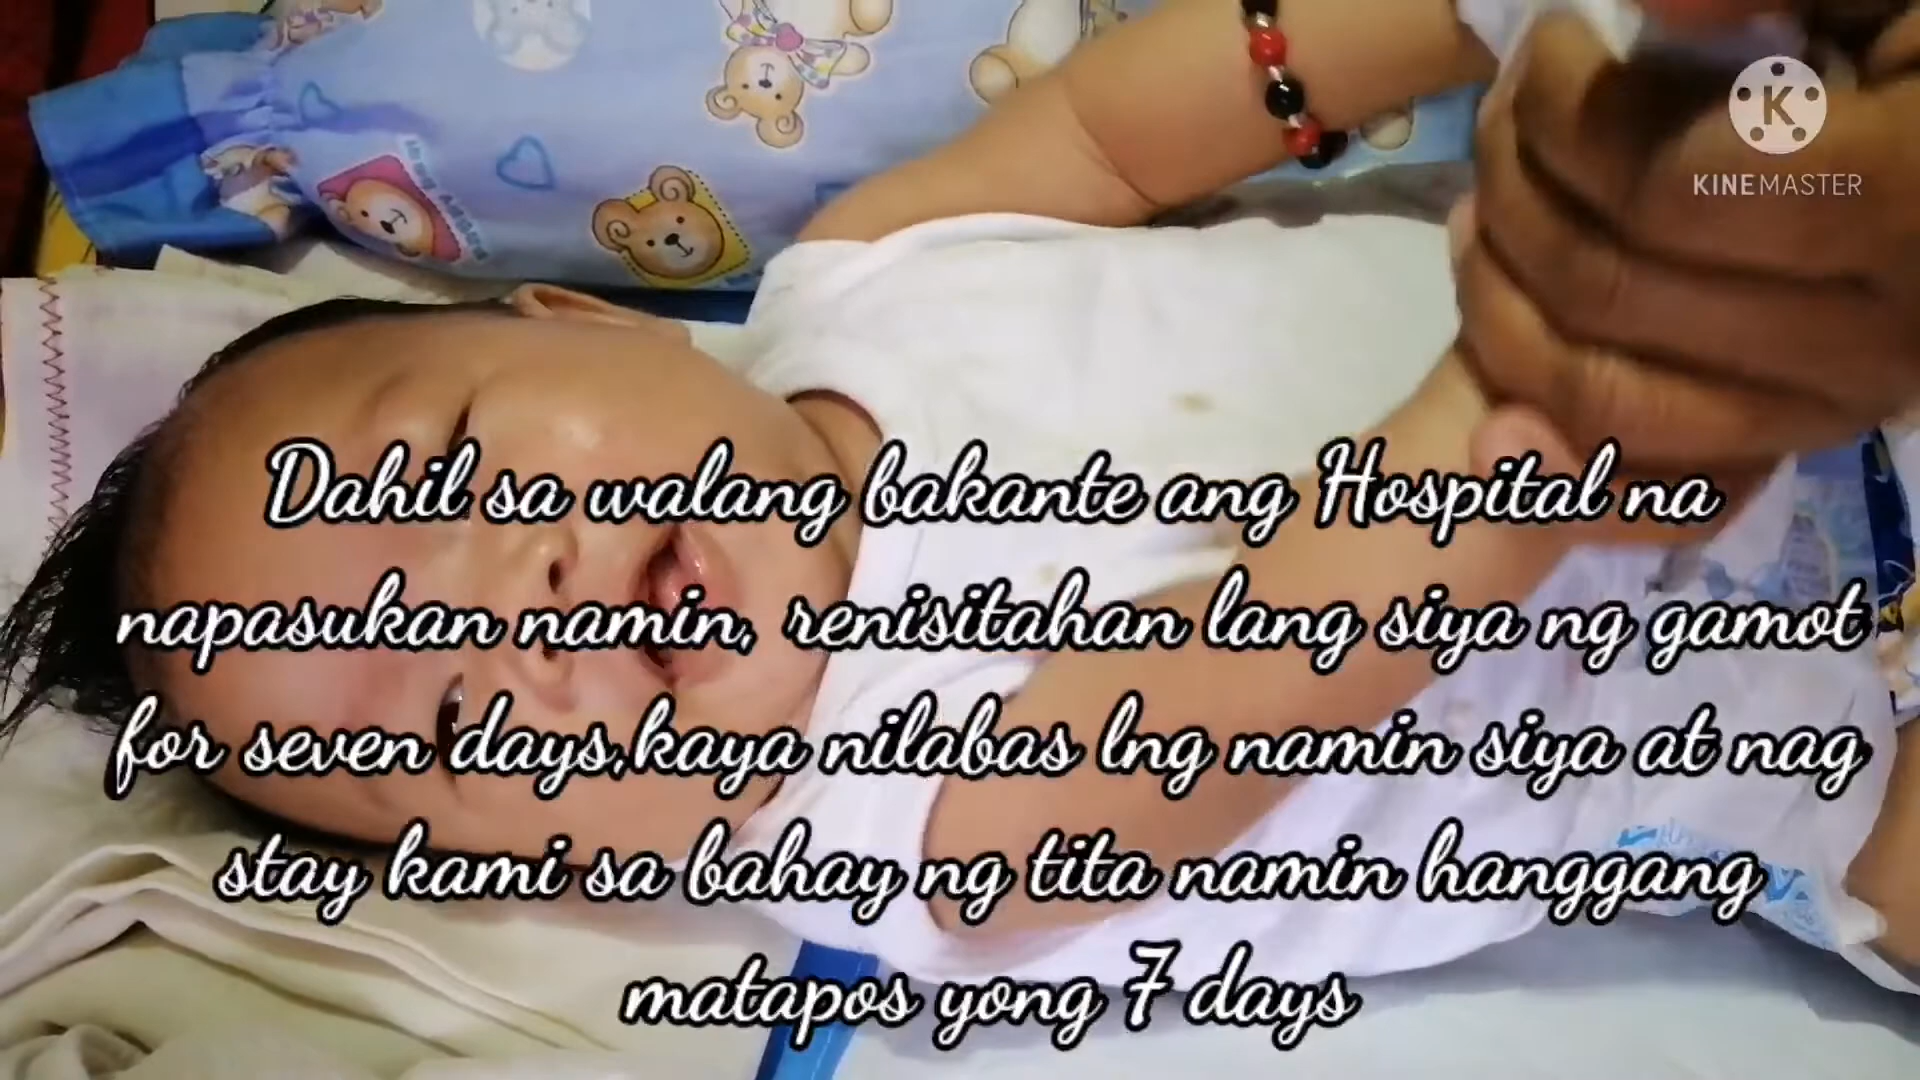 KINEMASTER
Dahil sa walang bakante ang Hospital na
napasukan namin, renisitahan lang siya ng gamot
for seven days,kaya nilabas lng namin siya at nag
stay kami sa bahay ng tita namin hanggang
matapos yong 7 days